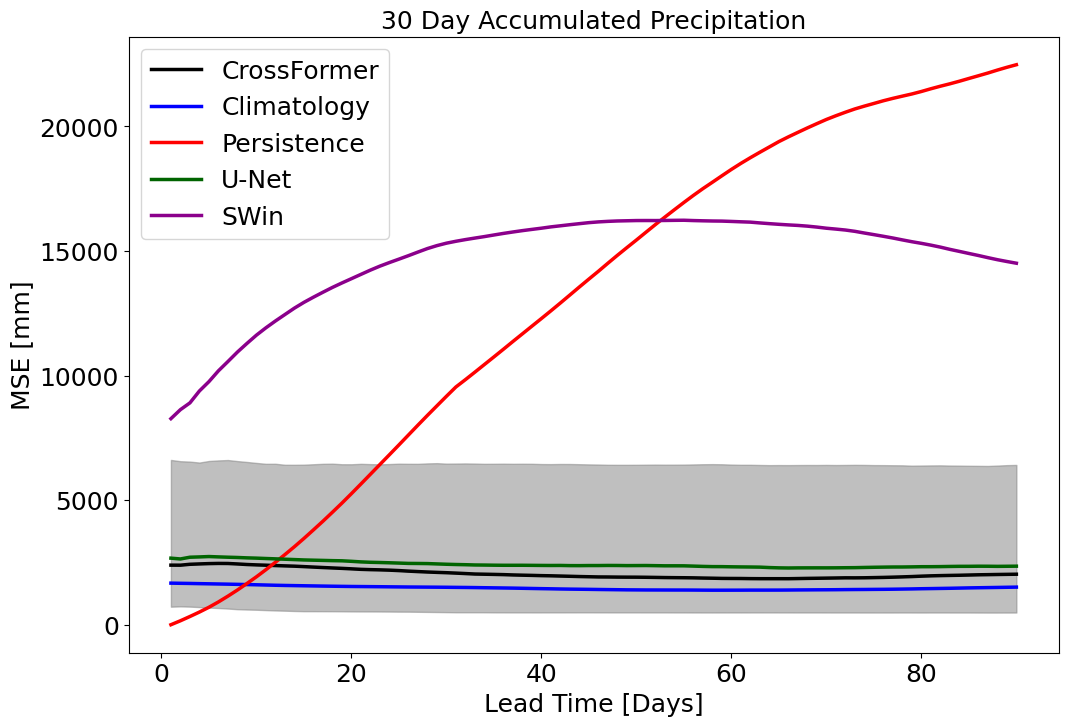 30 Day Accumulated Precipitation
CrossFormer
Climatology
Persistence
U-Net
SWin
MSE [mm]
20000
15000
10000
5000
0
0 20 40 60 80
Lead Time [Days]